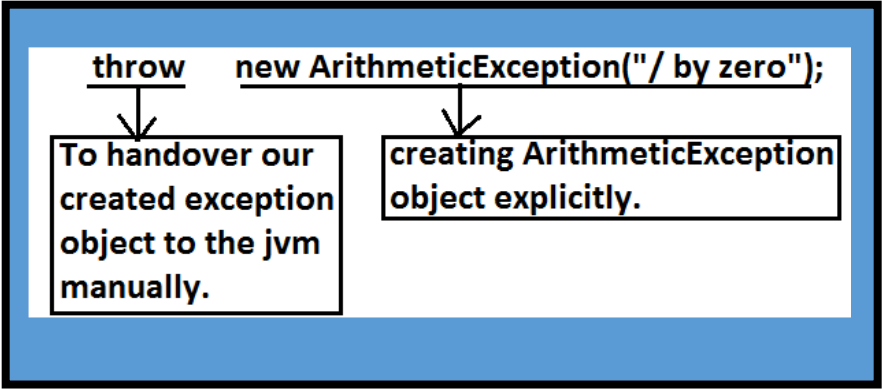 throw new ArithmeticException("/ by zero");
To handover our
created exception
object to the jvm
manually.
creating ArithmeticException
object explicitly.